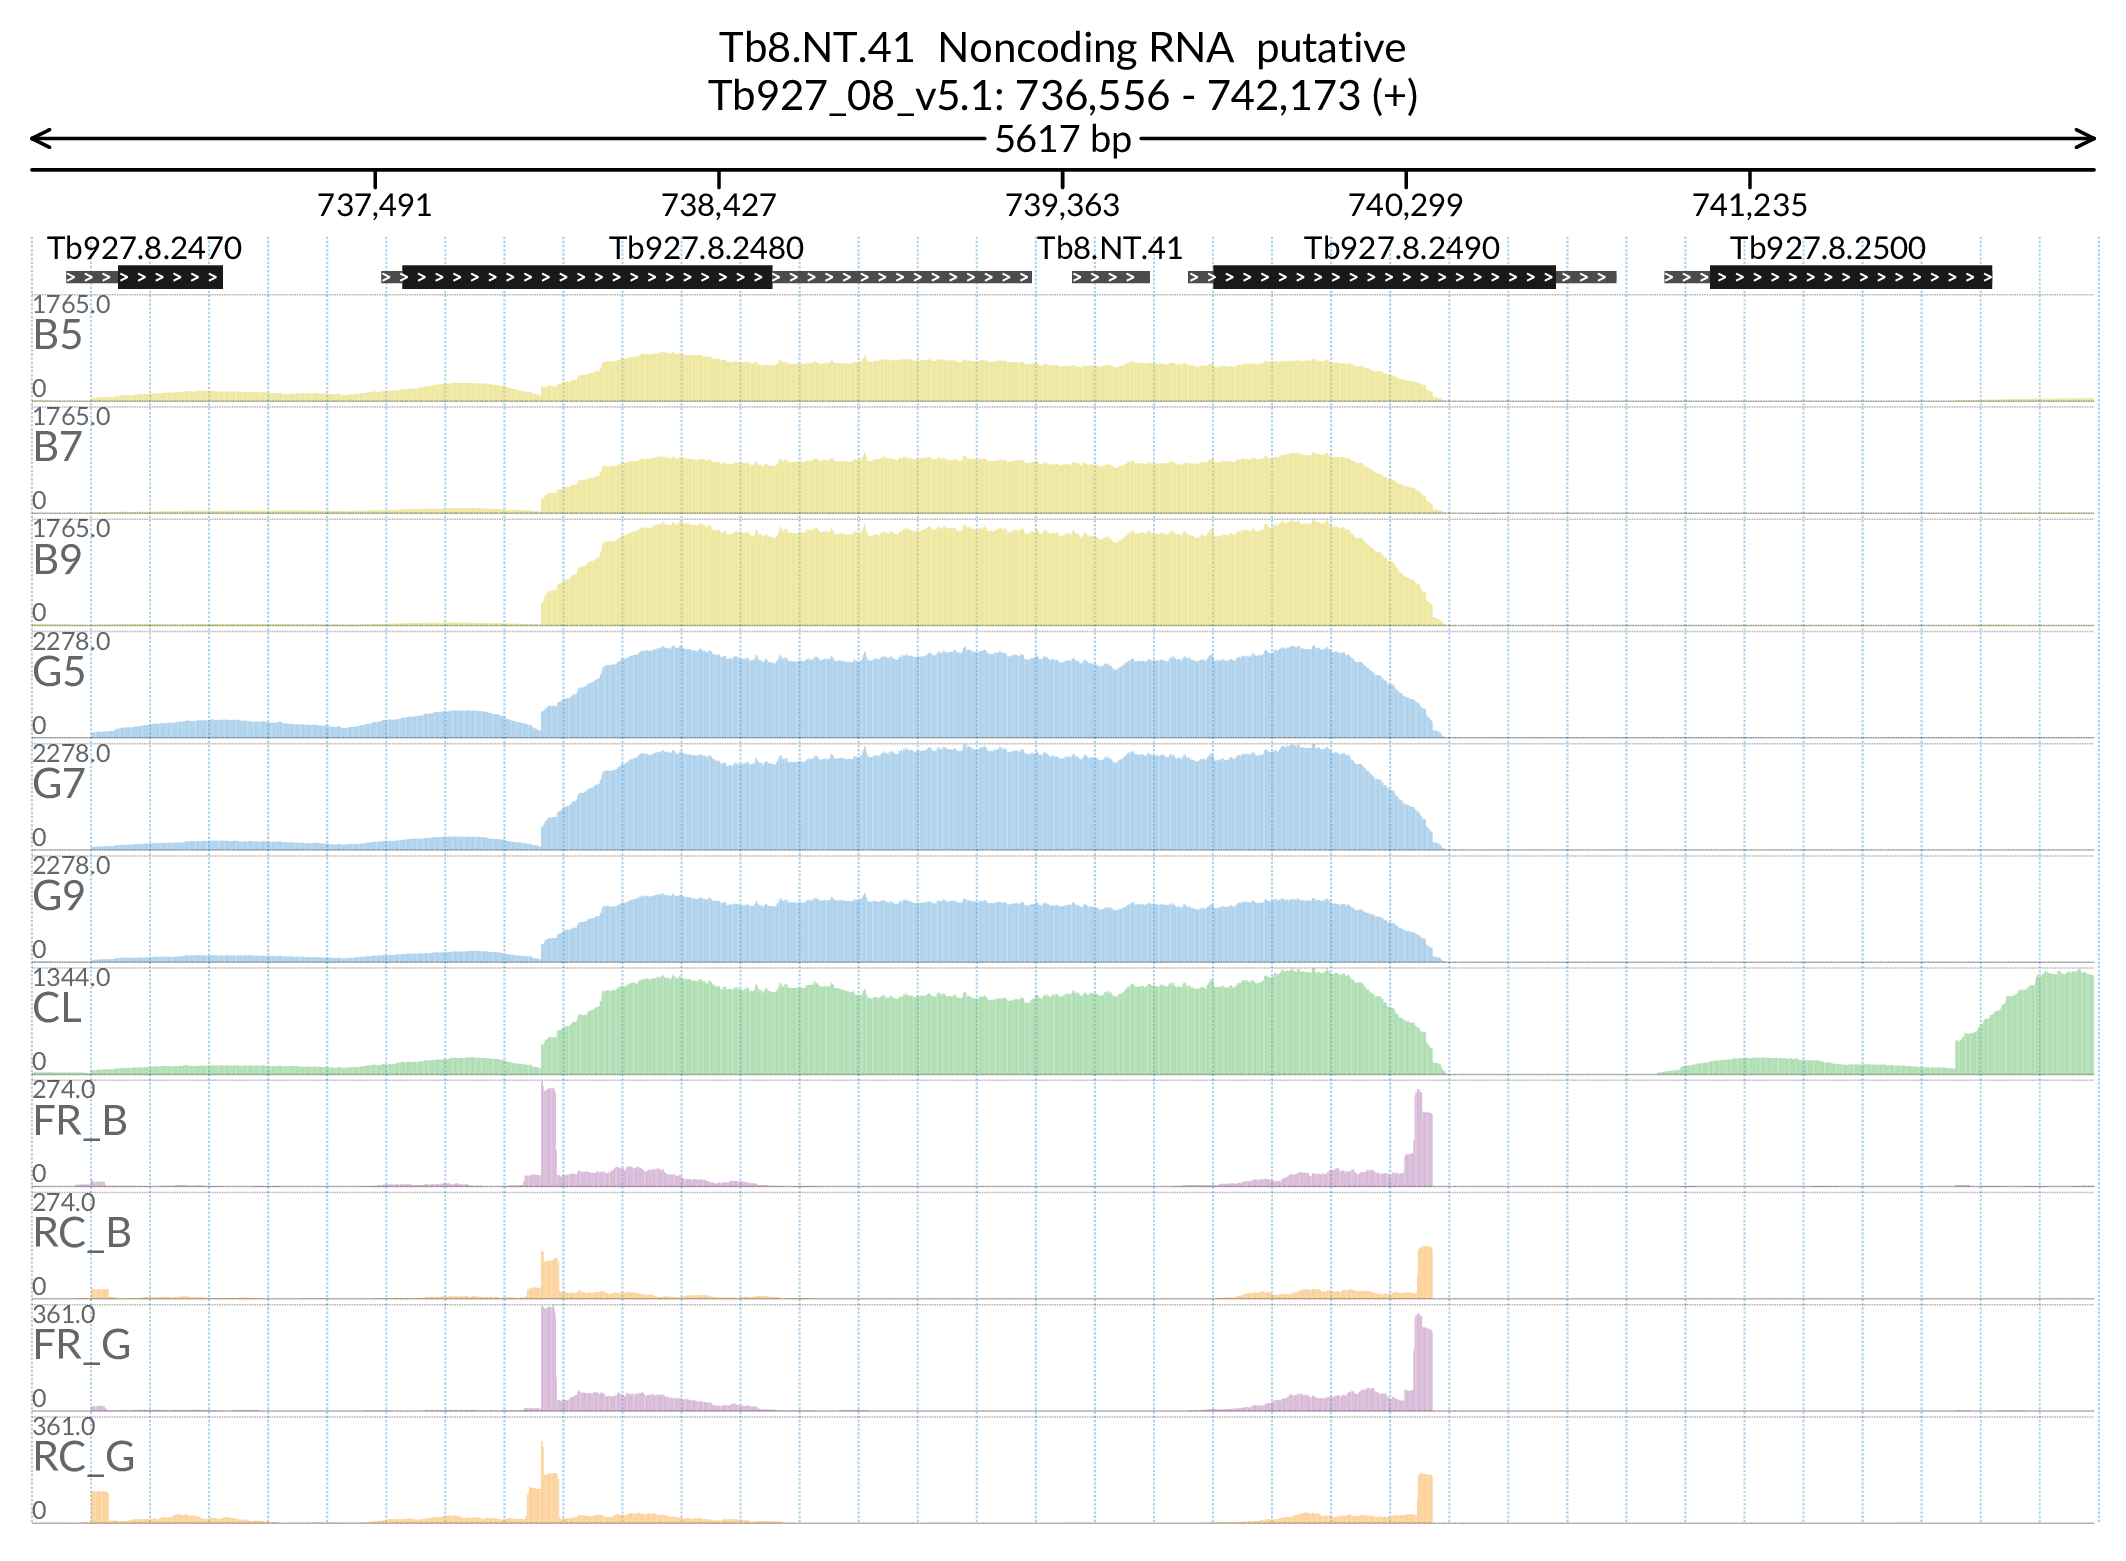 Tb8.NT.41 Noncoding RNA putative
Tb927_08_v5.1: 736,556 - 742,173 (+)
5617 bp
737,491 738,427 739,363 740,299 741,235
Tb927.8.2470 Tb927.8.2480 Tb8.NT.41 Tb927.8.2490 Tb927.8.2500
1765.0
B5
0
1765.0
B7
0
1765.0
B9
0
2278.0
G5
0
2278.0
G7
0
2278.0
G9
0
1344.0
CL
0
274.0
FR_B
0
274.0
RC_B
0
361.0
FR_G
0
361.0
RC_G
0